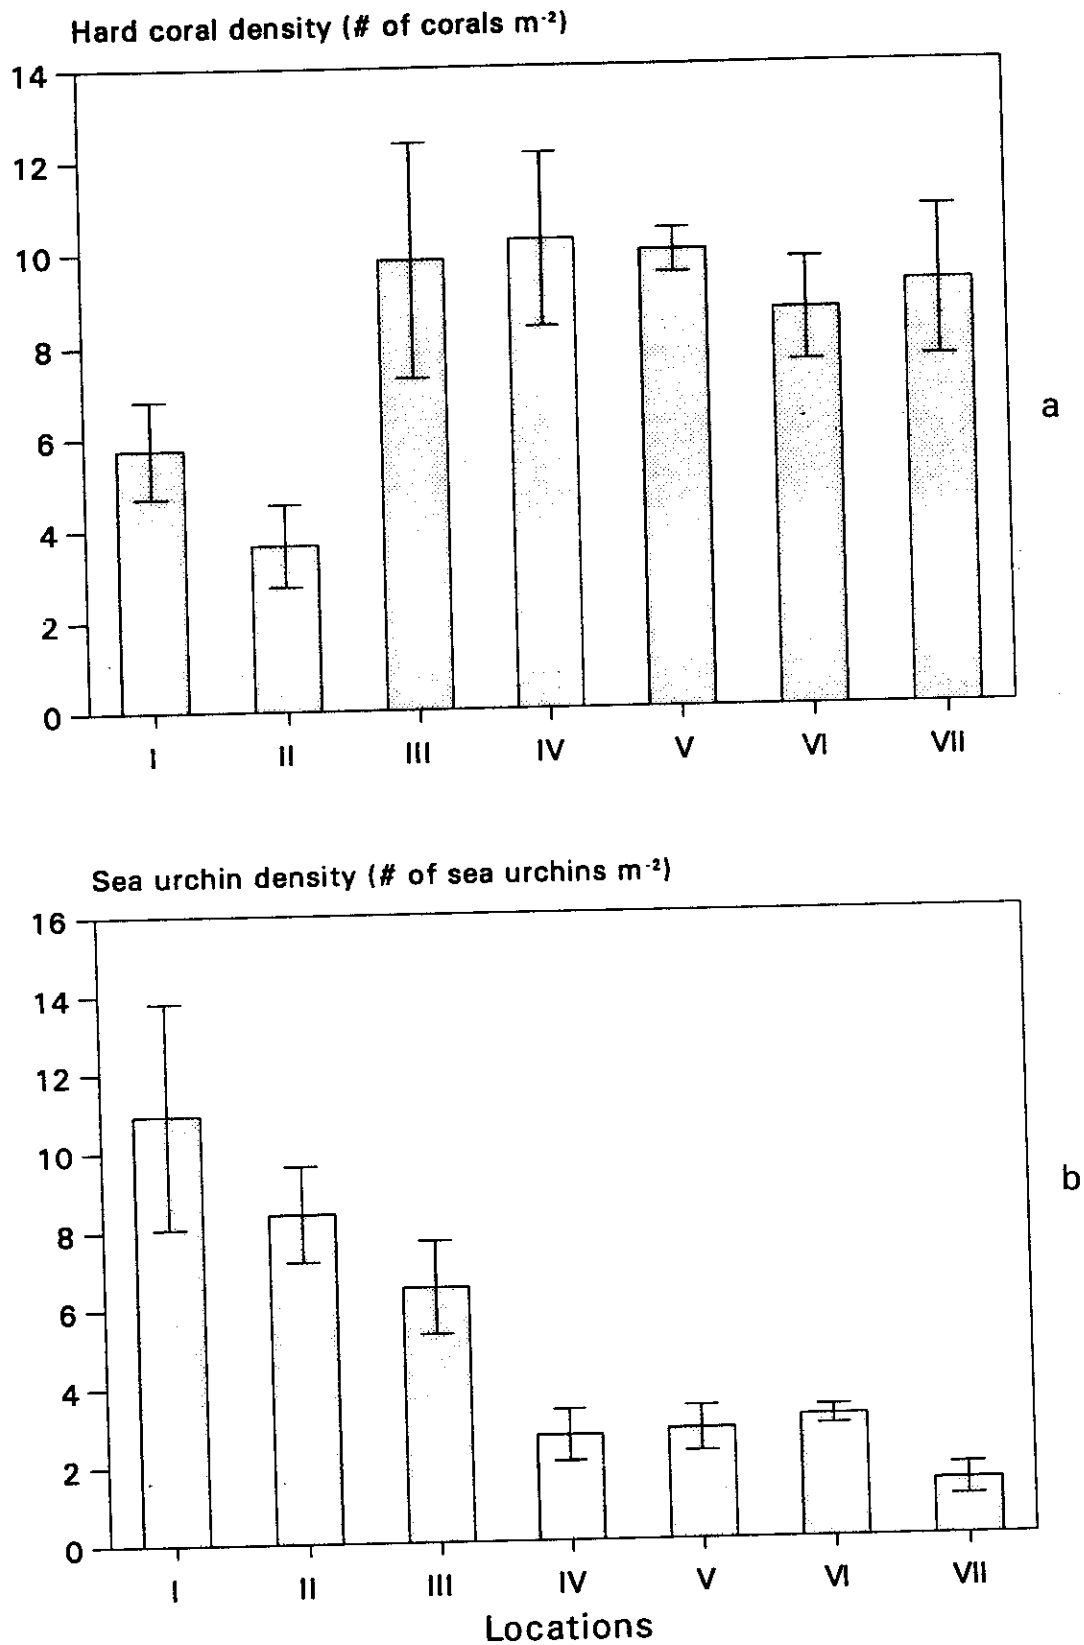 Hard coral density (# of corals m⁻²)
14
12
10
8
6
4
2
0
I II III IV V VI VII
a
Sea urchin density (# of sea urchins m⁻²)
16
14
12
10
8
6
4
2
0
I II III IV V VI VII
b
Locations